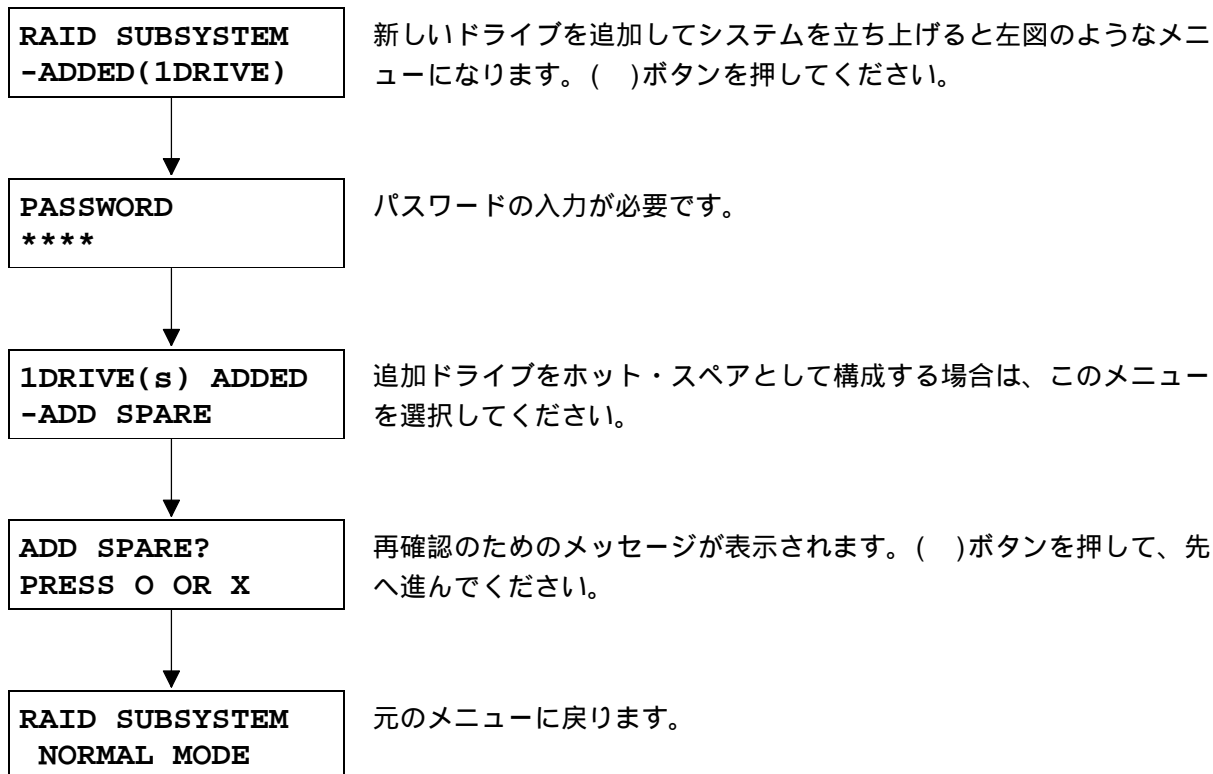 RAID SUBSYSTEM
-ADDED(1DRIVE)
新しいドライブを追加してシステムを立ち上げると左図のようなメニ
ューになります。(　)ボタンを押してください。
PASSWORD
****
パスワードの入力が必要です。
1DRIVE(s) ADDED
-ADD SPARE
追加ドライブをホット・スペアとして構成する場合は、このメニュー
を選択してください。
ADD SPARE?
PRESS O OR X
再確認のためのメッセージが表示されます。(　)ボタンを押して、先
へ進んでください。
RAID SUBSYSTEM
NORMAL MODE
元のメニューに戻ります。